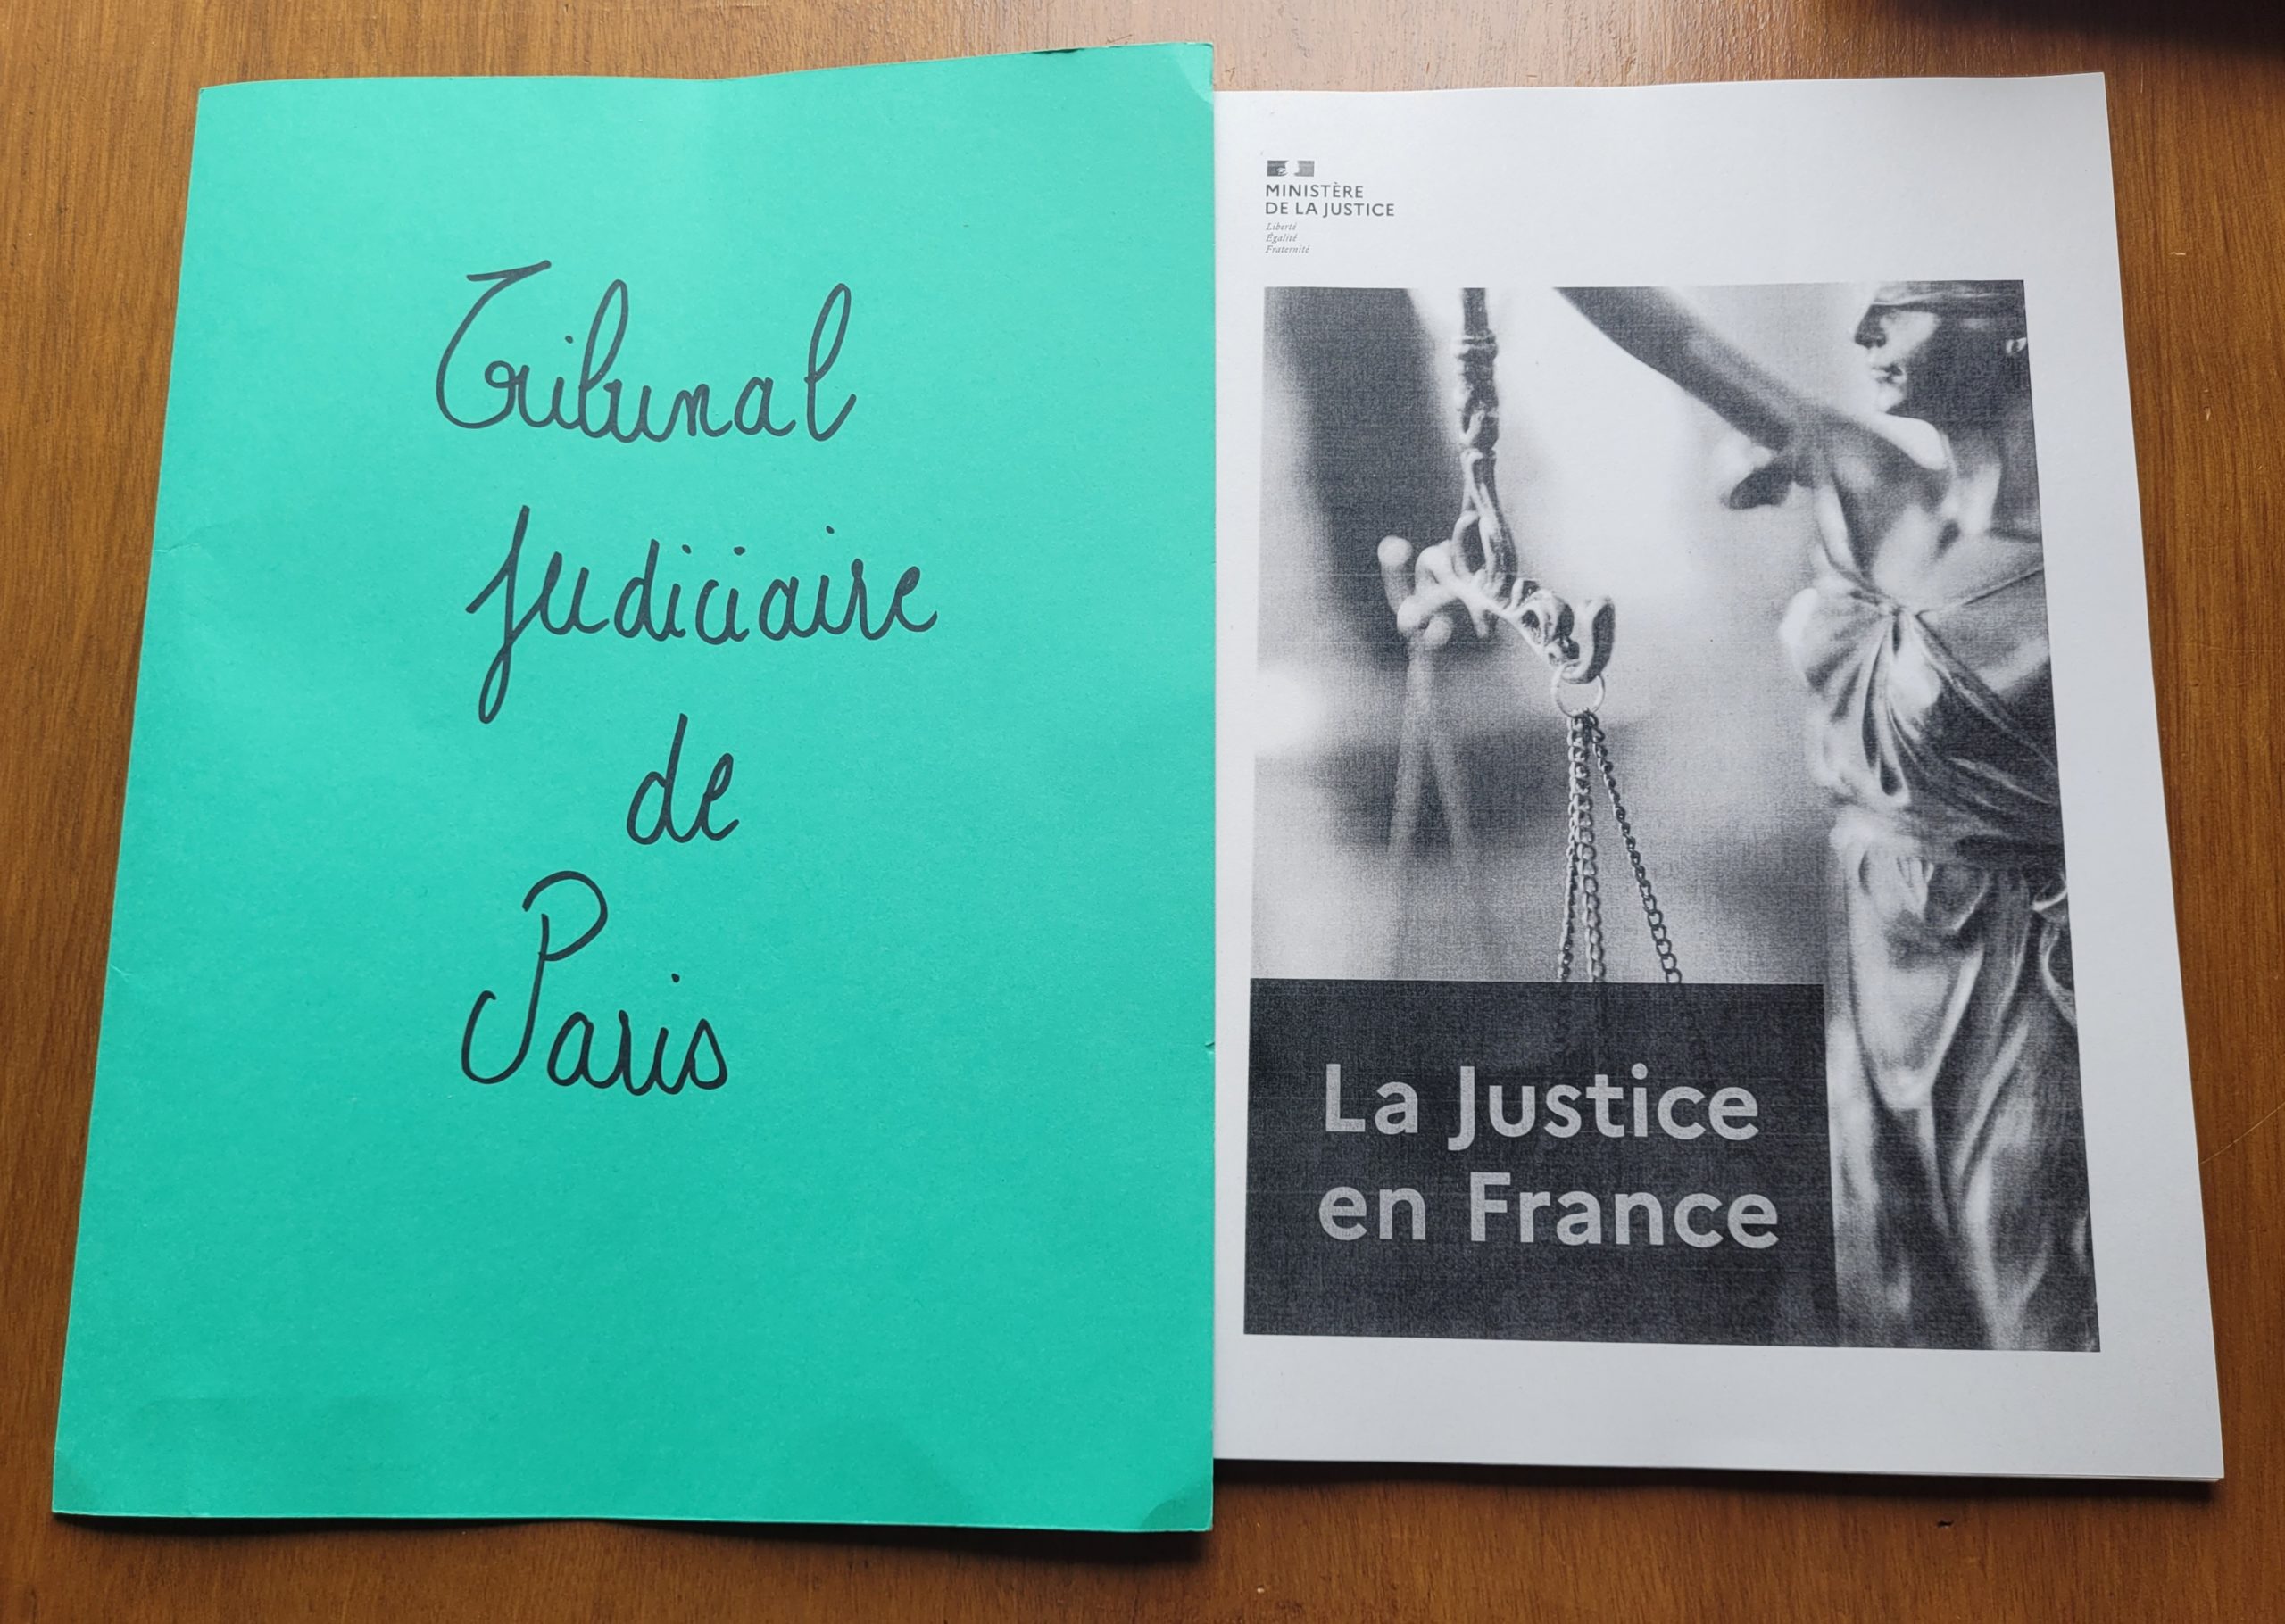 Tribunal
judiciaire
de
Paris
MINISTÈRE
DE LA JUSTICE
Liberté
Égalité
Fraternité
La Justice
en France